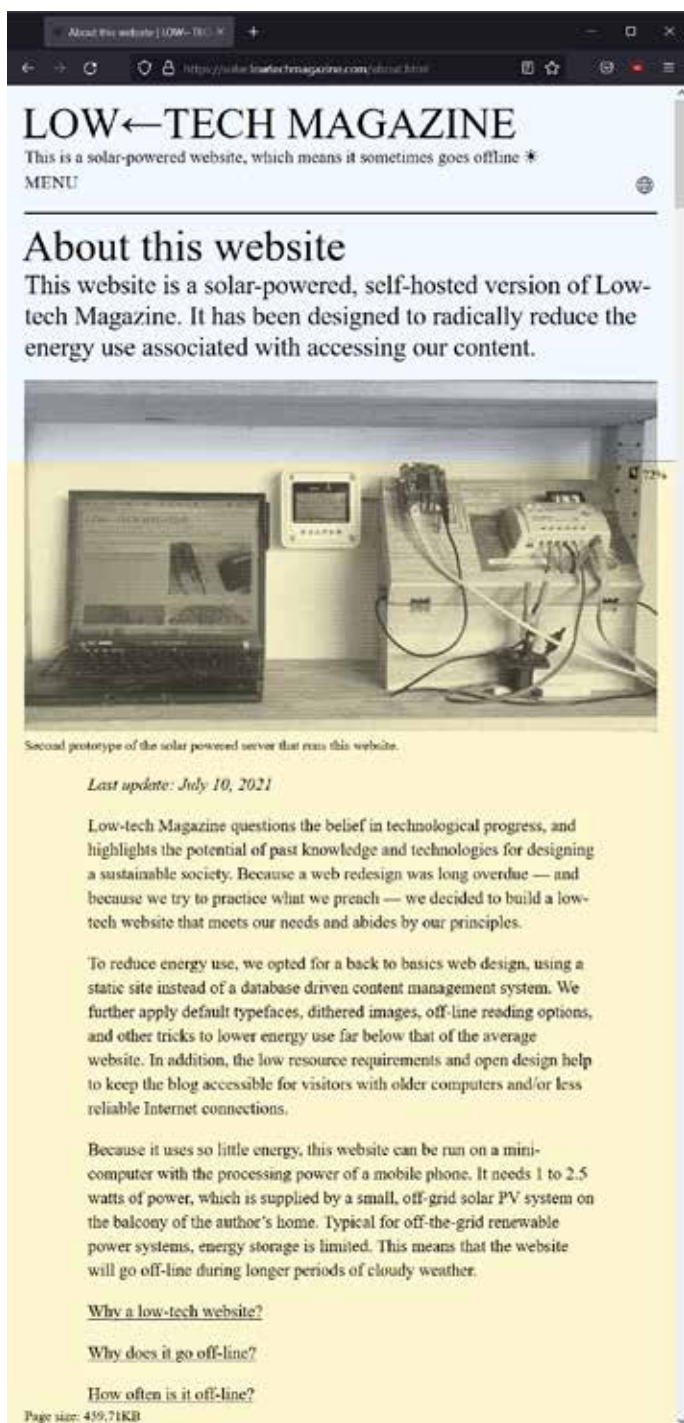 About this website | LOW←TEC
https://solar.lowtechmagazine.com/about.html
LOW←TECH MAGAZINE
This is a solar-powered website, which means it sometimes goes offline ☀
MENU
About this website
This website is a solar-powered, self-hosted version of Low-
tech Magazine. It has been designed to radically reduce the
energy use associated with accessing our content.
72%
Second prototype of the solar powered server that runs this website.
Last update: July 10, 2021
Low-tech Magazine questions the belief in technological progress, and
highlights the potential of past knowledge and technologies for designing
a sustainable society. Because a web redesign was long overdue — and
because we try to practice what we preach — we decided to build a low-
tech website that meets our needs and abides by our principles.
To reduce energy use, we opted for a back to basics web design, using a
static site instead of a database driven content management system. We
further apply default typefaces, dithered images, off-line reading options,
and other tricks to lower energy use far below that of the average
website. In addition, the low resource requirements and open design help
to keep the blog accessible for visitors with older computers and/or less
reliable Internet connections.
Because it uses so little energy, this website can be run on a mini-
computer with the processing power of a mobile phone. It needs 1 to 2.5
watts of power, which is supplied by a small, off-grid solar PV system on
the balcony of the author's home. Typical for off-the-grid renewable
power systems, energy storage is limited. This means that the website
will go off-line during longer periods of cloudy weather.
Why a low-tech website?
Why does it go off-line?
How often is it off-line?
Page size: 459.71KB